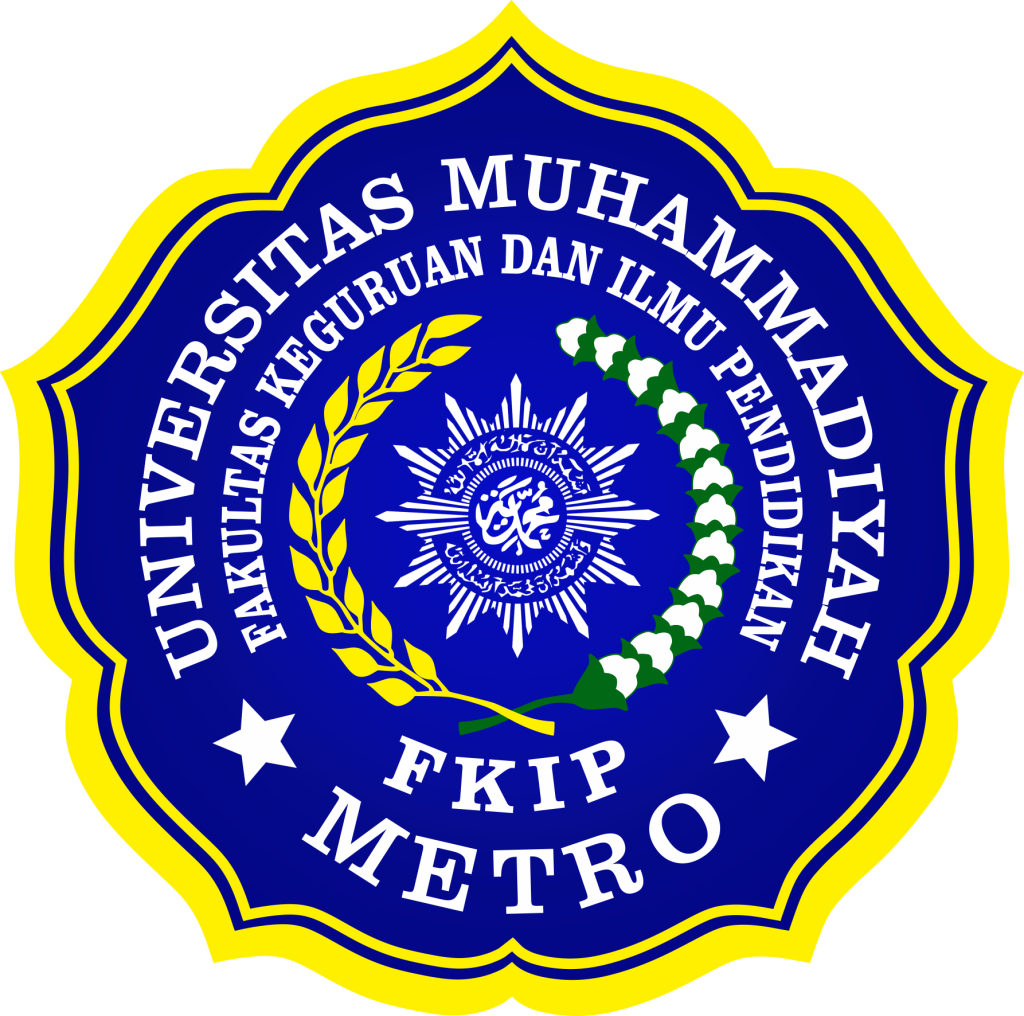 UNIVERSITAS MUHAMMADIYAH
FAKULTAS KEGURUAN DAN ILMU PENDIDIKAN
FKIP
METRO